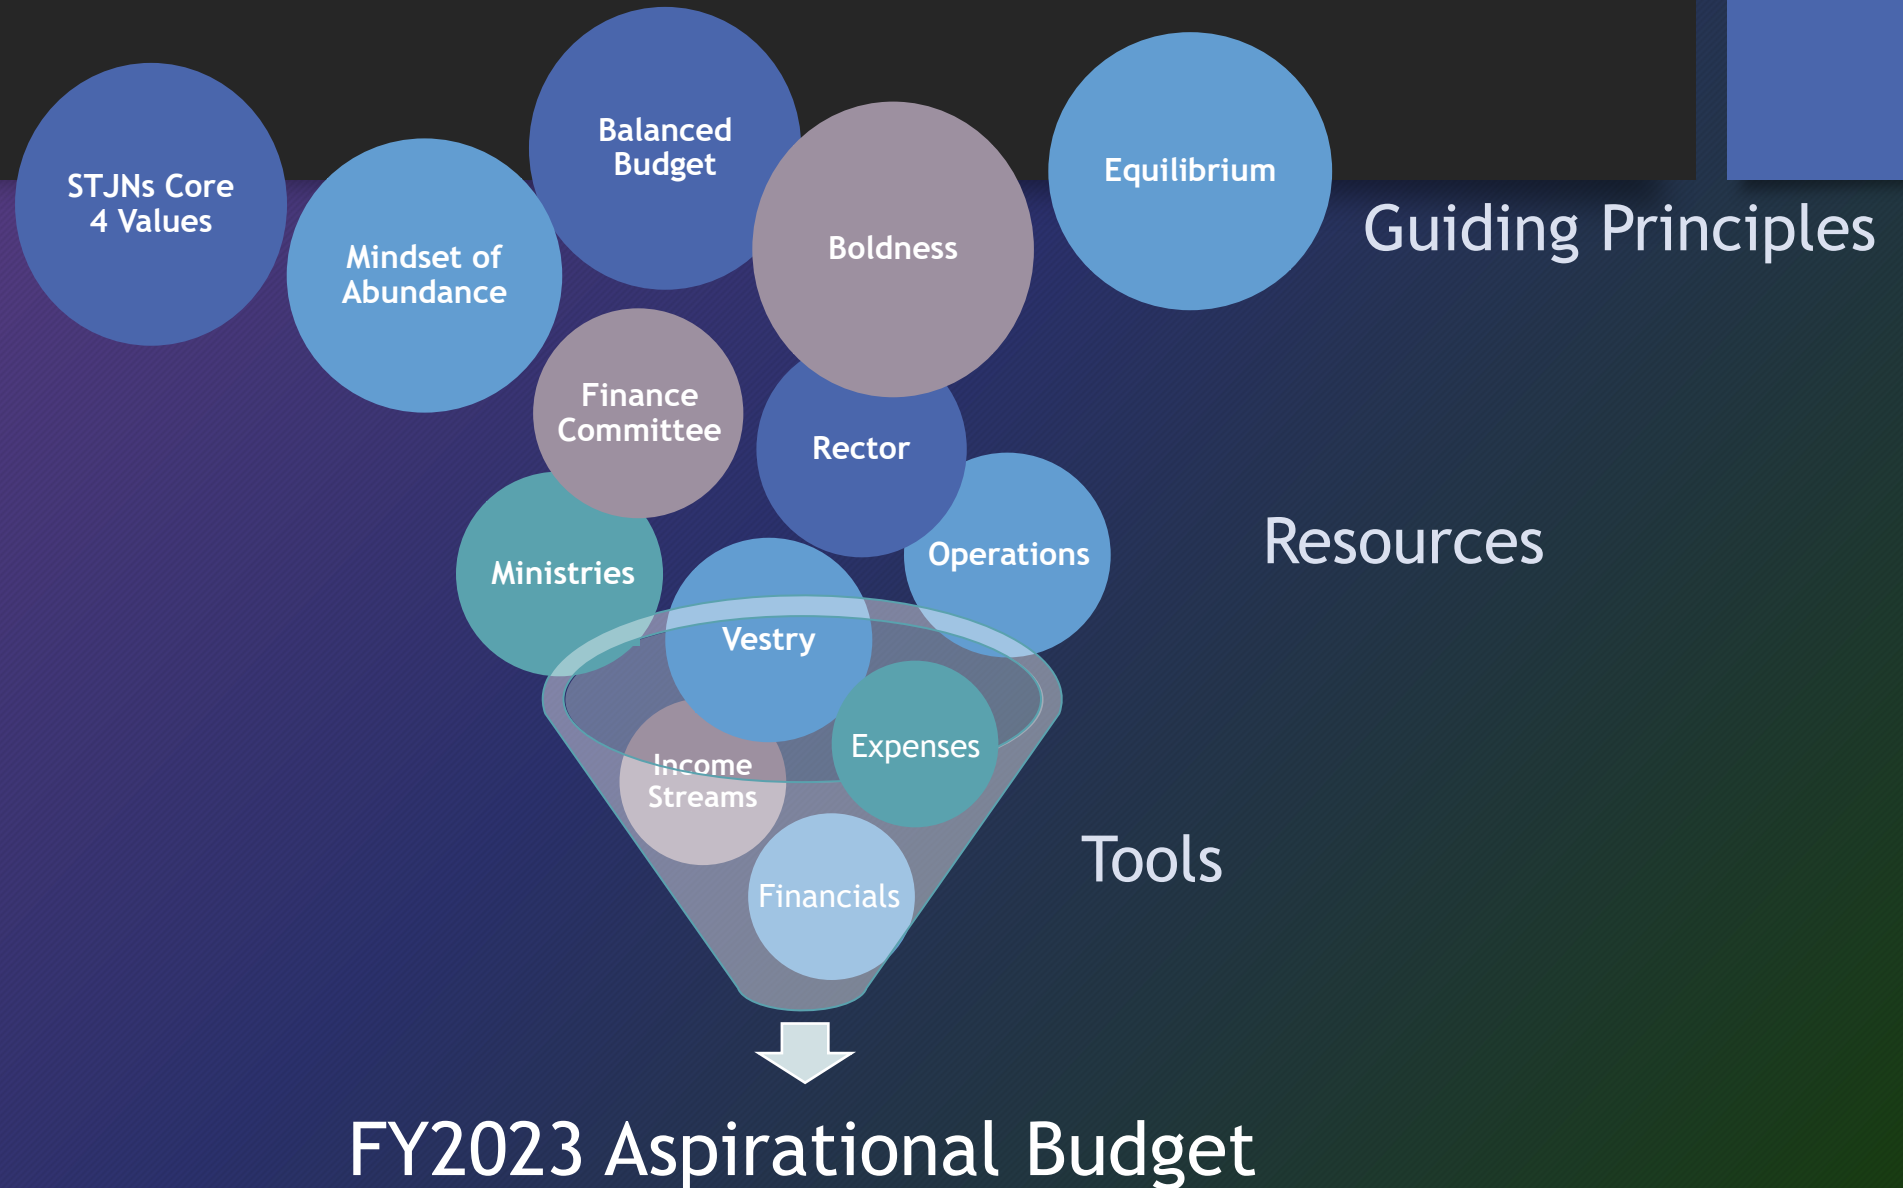 STJNs Core
4 Values
Mindset of
Abundance
Balanced
Budget
Boldness
Equilibrium
Guiding Principles
Finance
Committee
Rector
Ministries
Vestry
Operations
Resources
Income
Streams
Expenses
Financials
Tools
FY2023 Aspirational Budget